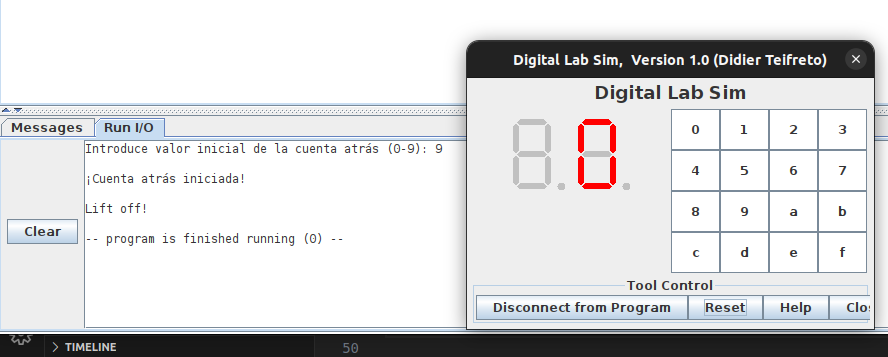 Digital Lab Sim, Version 1.0 (Didier Teifreto)
Digital Lab Sim
0 1 2 3
4 5 6 7
8 9 a b
c d e f
Tool Control
Disconnect from Program Reset Help Clo
Messages Run I/O
Clear
Introduce valor inicial de la cuenta atrás (0-9): 9
¡Cuenta atrás iniciada!
Lift off!
-- program is finished running (0) --
TIMELINE
50